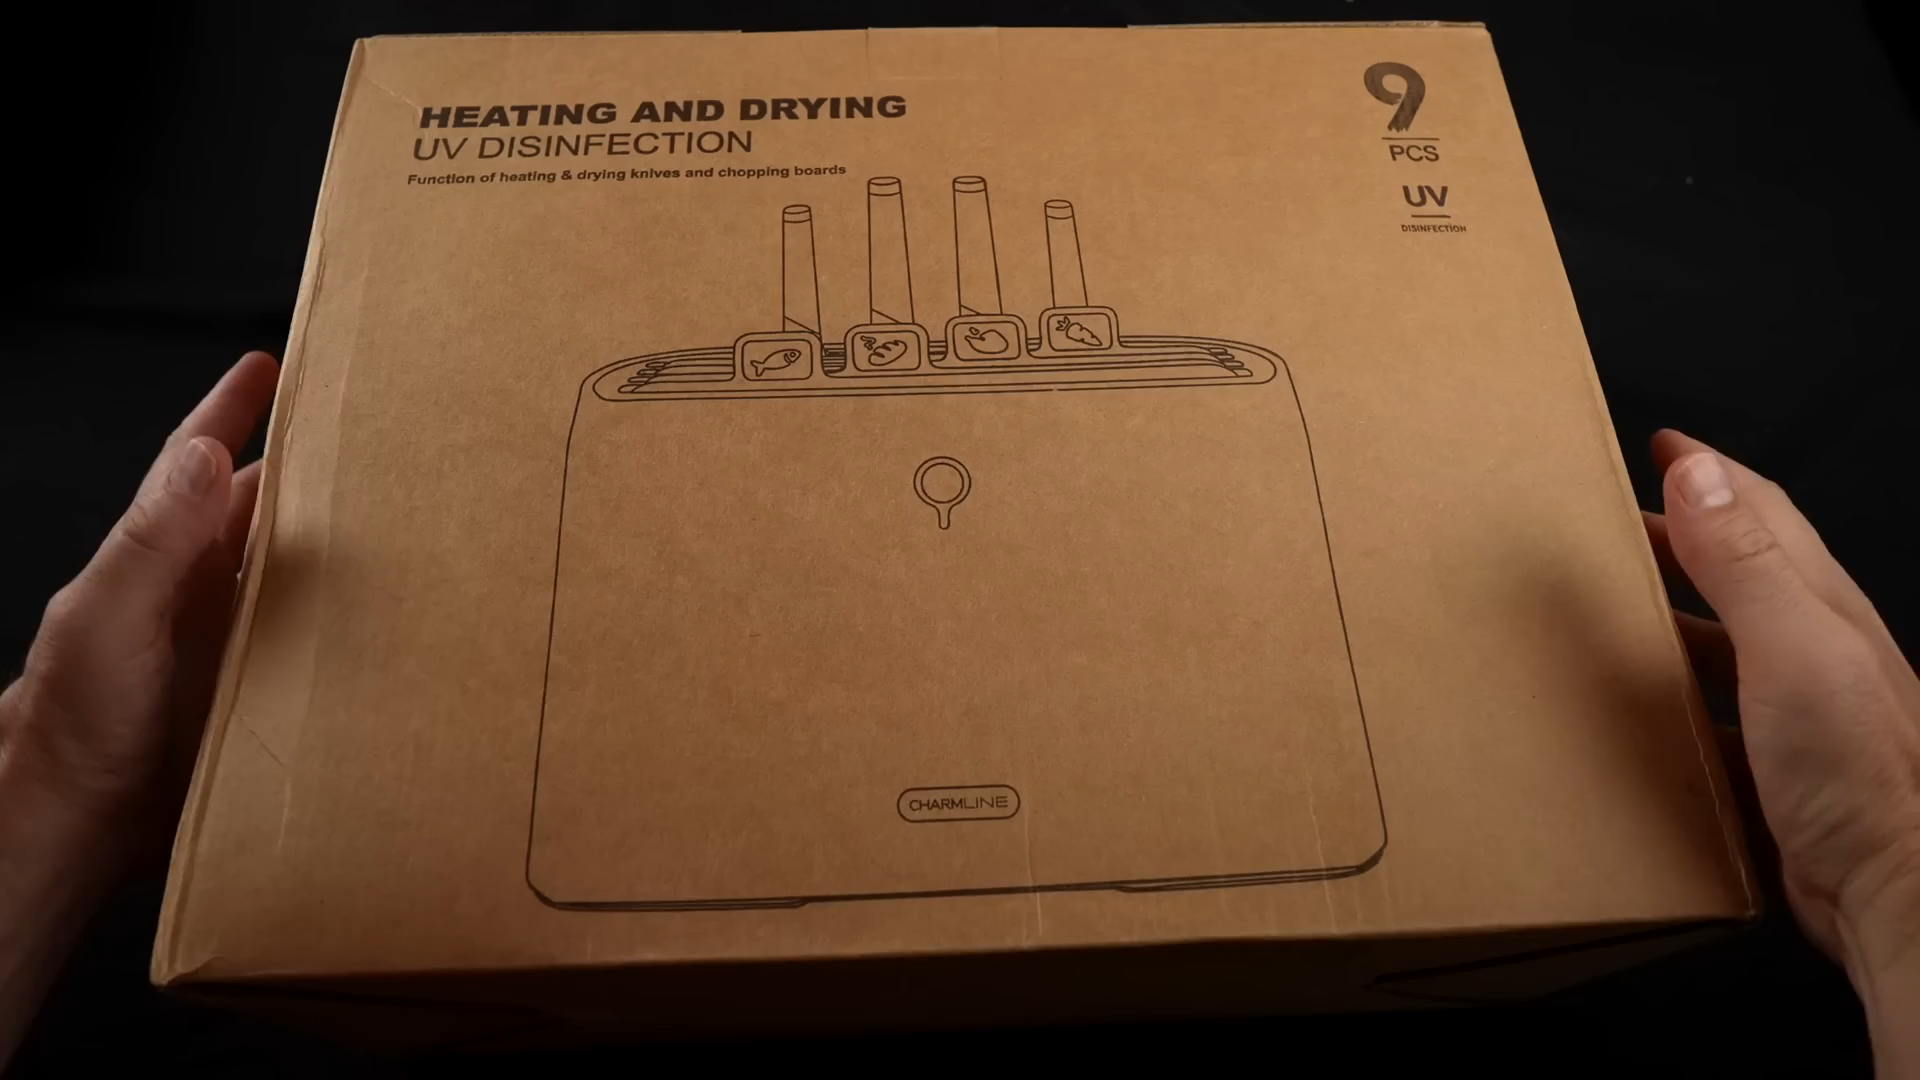 HEATING AND DRYING
UV DISINFECTION
Function of heating & drying knives and chopping boards
9
PCS
UV
DISINFECTION
CHARMLINE